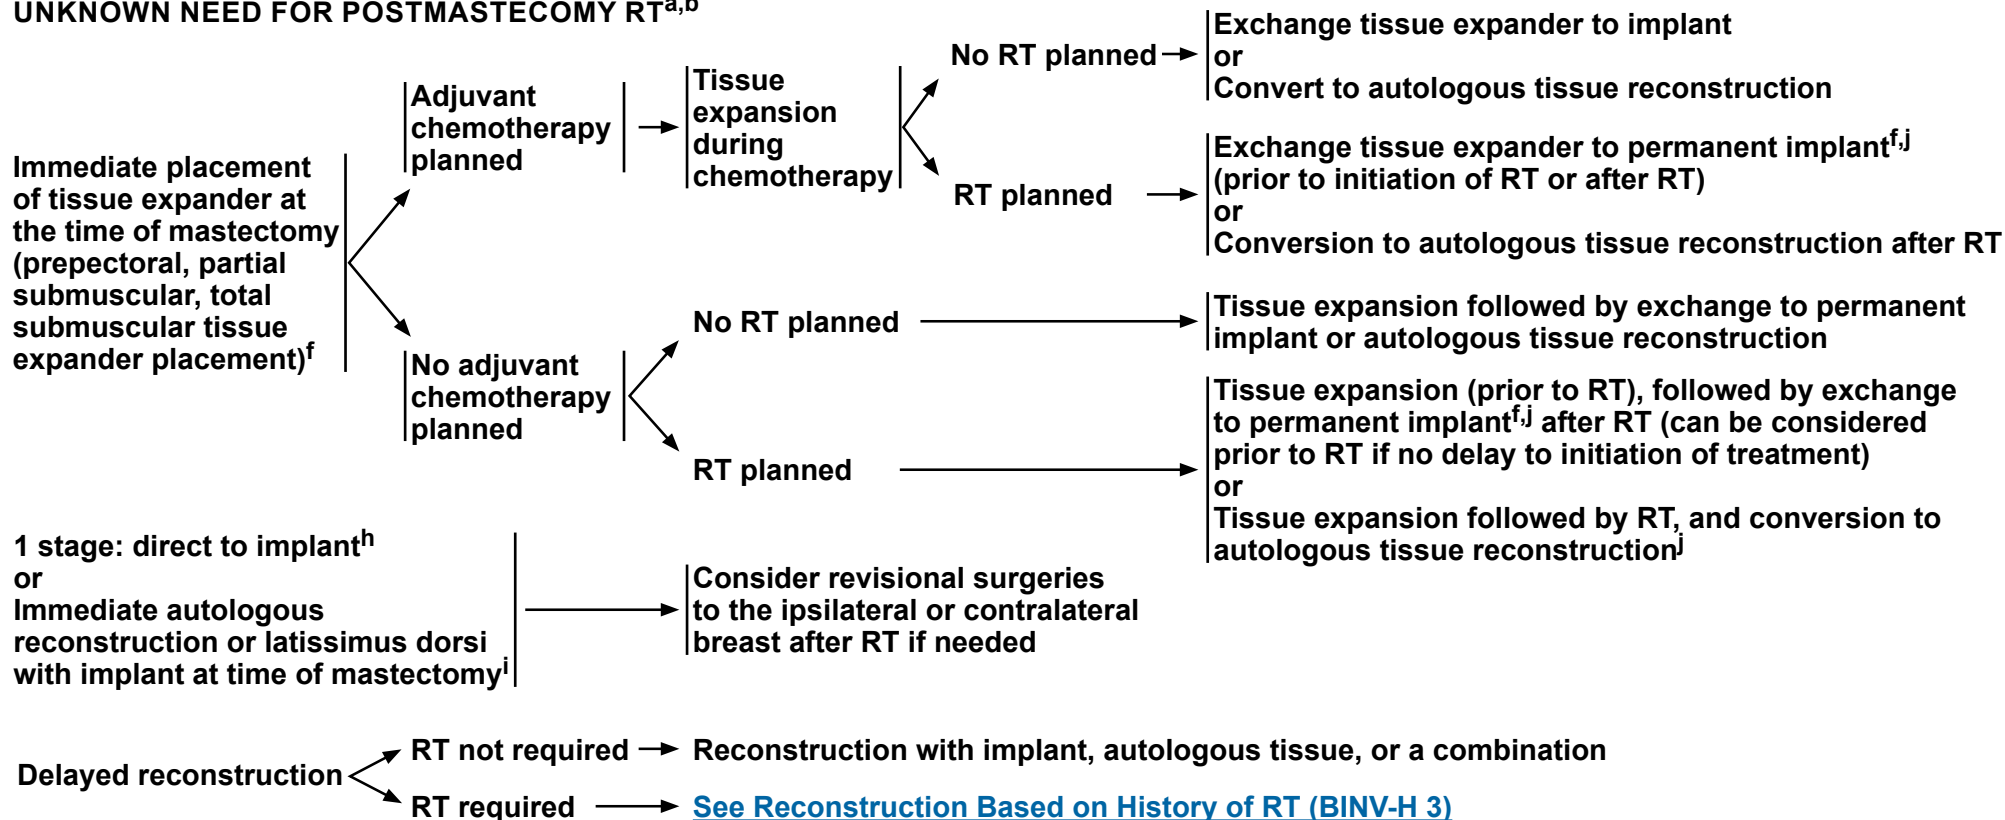 UNKNOWN NEED FOR POSTMASTECOMY RTa,b
Immediate placement
of tissue expander at
the time of mastectomy
(prepectoral, partial
submuscular, total
submuscular tissue
expander placement)f
Adjuvant
chemotherapy
planned
Tissue
expansion
during
chemotherapy
No RT planned
Exchange tissue expander to implant
or
Convert to autologous tissue reconstruction
RT planned
Exchange tissue expander to permanent implantf,j
(prior to initiation of RT or after RT)
or
Conversion to autologous tissue reconstruction after RT
No adjuvant
chemotherapy
planned
No RT planned
Tissue expansion followed by exchange to permanent
implant or autologous tissue reconstruction
RT planned
Tissue expansion (prior to RT), followed by exchange
to permanent implantf,j after RT (can be considered
prior to RT if no delay to initiation of treatment)
or
Tissue expansion followed by RT, and conversion to
autologous tissue reconstructionj
1 stage: direct to implanth
or
Immediate autologous
reconstruction or latissimus dorsi
with implant at time of mastectomyi
Consider revisional surgeries
to the ipsilateral or contralateral
breast after RT if needed
Delayed reconstruction
RT not required
Reconstruction with implant, autologous tissue, or a combination
RT required
See Reconstruction Based on History of RT (BINV-H 3)